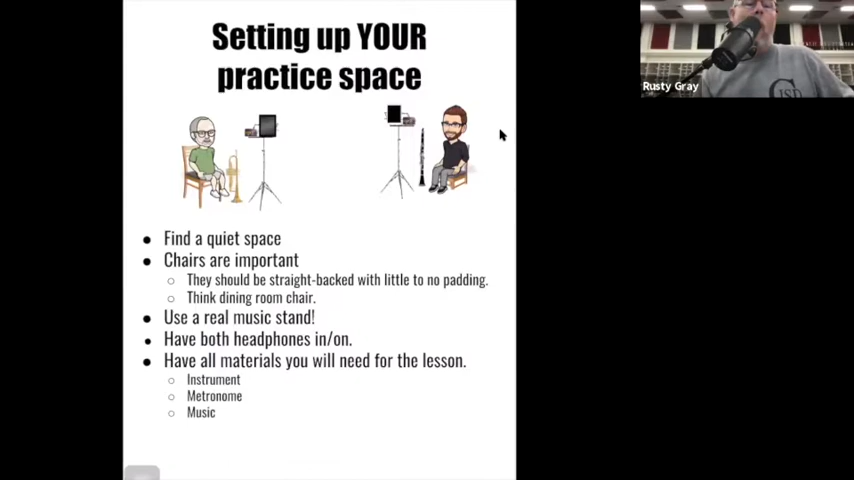 Setting up YOUR
practice space
Rusty Gray
Find a quiet space
Chairs are important
They should be straight-backed with little to no padding.
Think dining room chair.
Use a real music stand!
Have both headphones in/on.
Have all materials you will need for the lesson.
Instrument
Metronome
Music